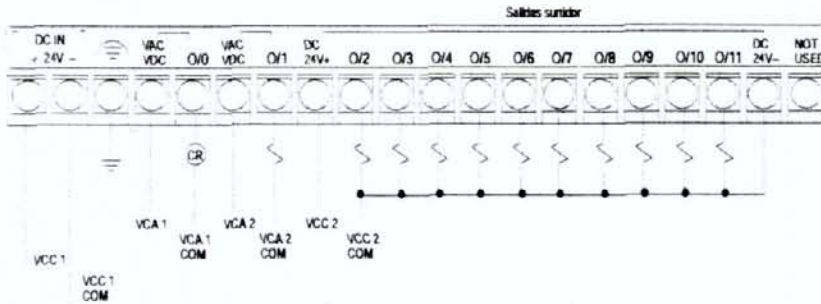 Salidas surtidor
DC IN
+ 24V -
VAC
VDC
O/0
VAC
VDC
O/1
DC
24V+
O/2
O/3
O/4
O/5
O/6
O/7
O/8
O/9
O/10
O/11
DC
24V-
NOT
USED
CR
VCA 1
VCA 1
COM
VCA 2
VCA 2
COM
VCC 2
VCC 2
COM
VCC 1
VCC 1
COM